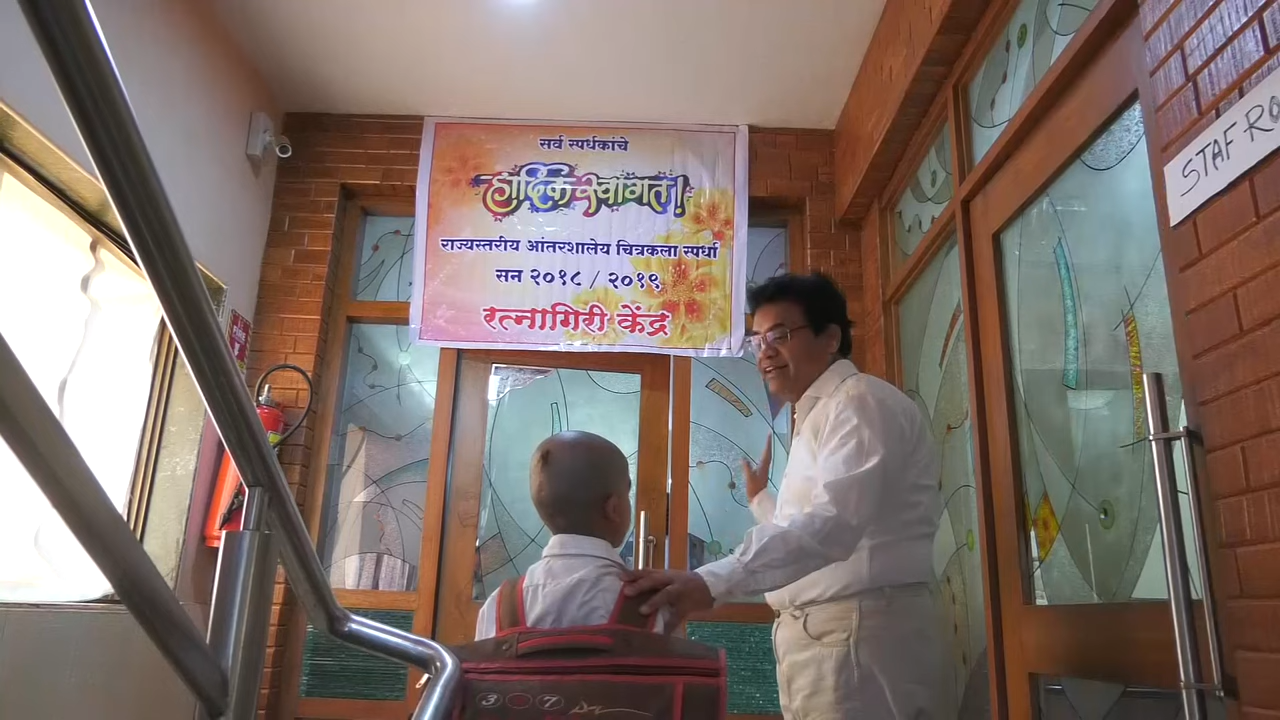 सर्व स्पर्धकांचे
हार्दिक स्वागत!
राज्यस्तरीय आंतरशालेय चित्रकला स्पर्धा
सन २०१८ / २०१९
रत्नागिरी केंद्र
STAF RO
307